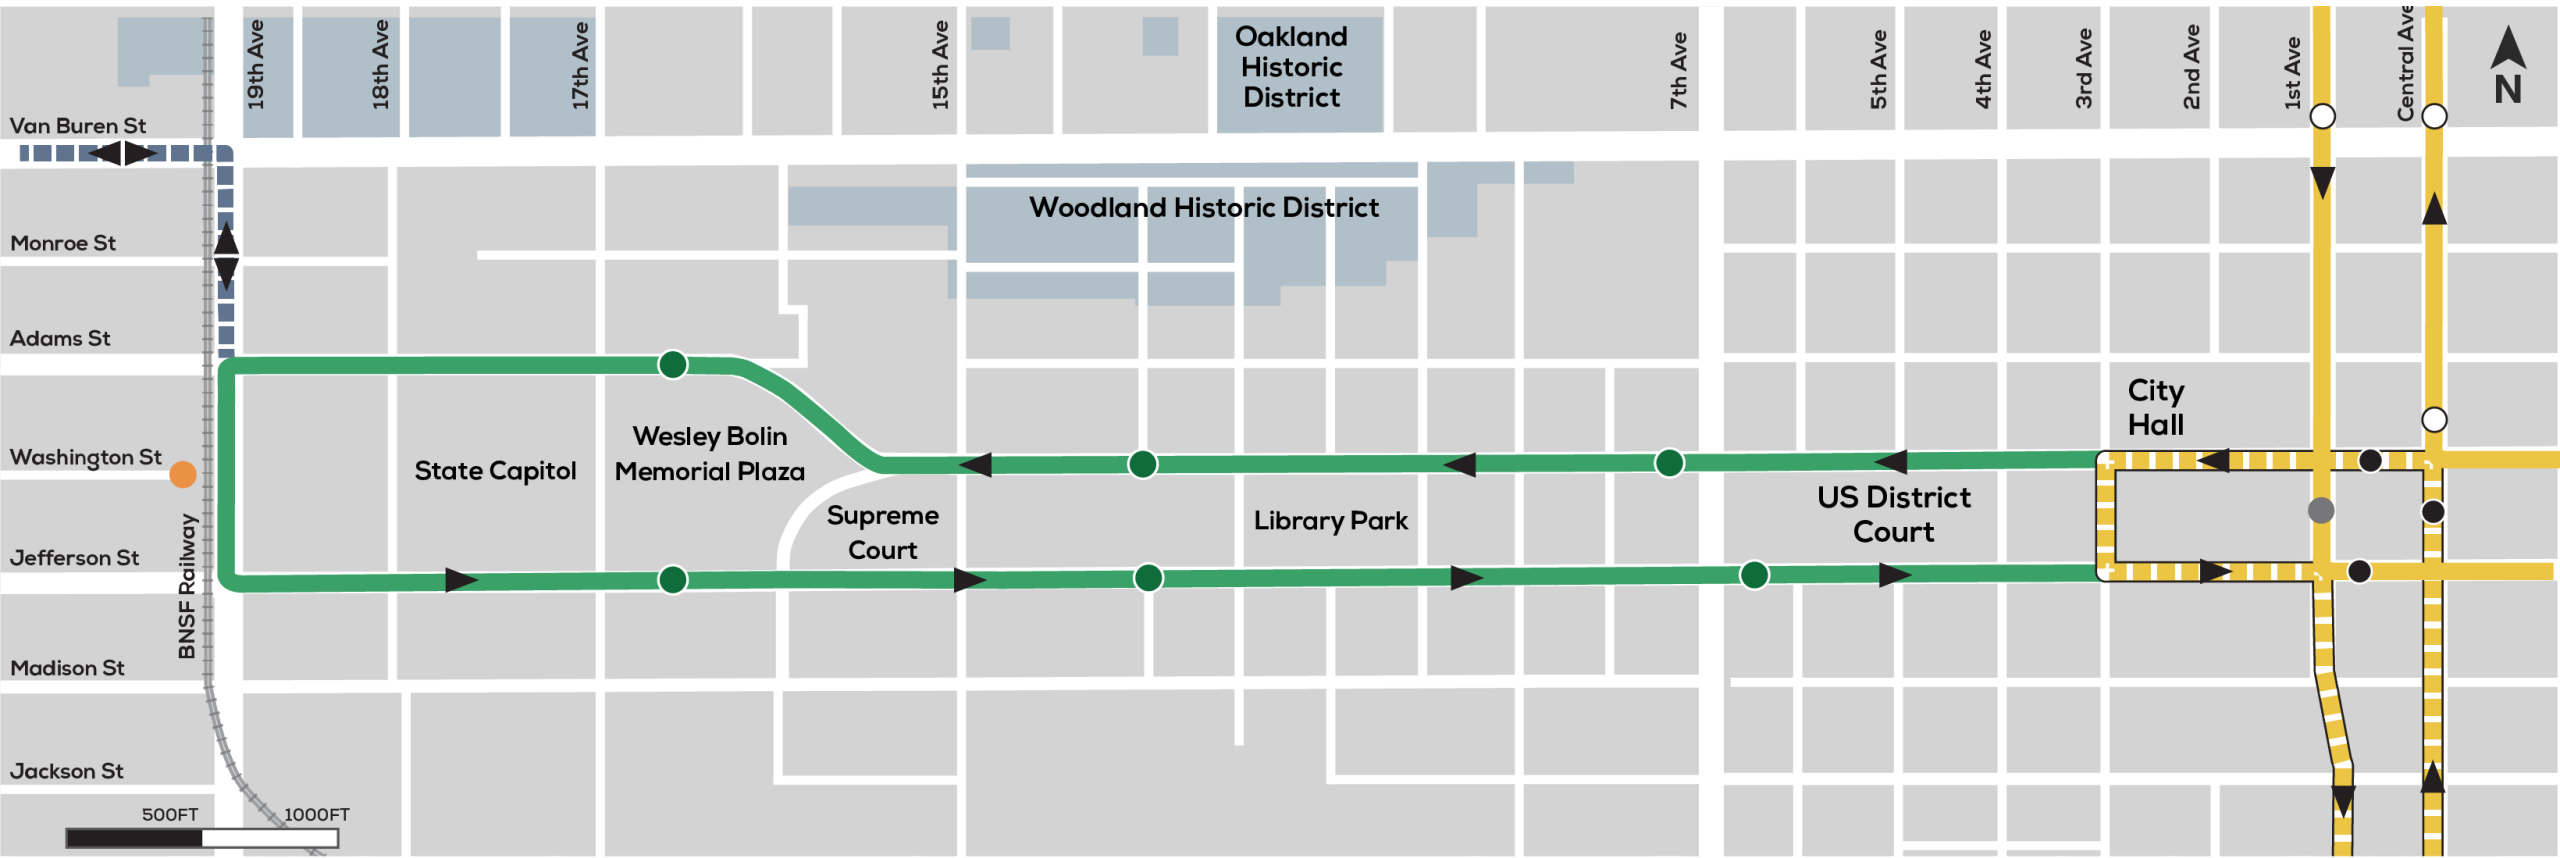 19th Ave
18th Ave
17th Ave
15th Ave
Oakland
Historic
District
7th Ave
5th Ave
4th Ave
3rd Ave
2nd Ave
1st Ave
Central Ave
N
Van Buren St
Woodland Historic District
Monroe St
Adams St
City
Hall
Wesley Bolin
Memorial Plaza
Washington St
State Capitol
US District
Court
Supreme
Court
Library Park
Jefferson St
BNSF Railway
Madison St
Jackson St
500FT
1000FT